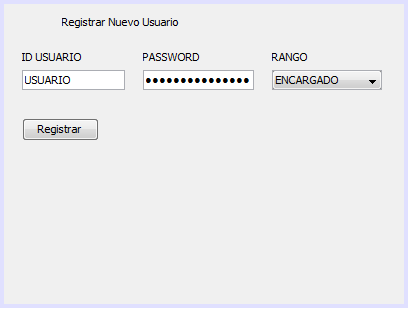 Registrar Nuevo Usuario
ID USUARIO PASSWORD RANGO
USUARIO ••••••••••••••• ENCARGADO
Registrar